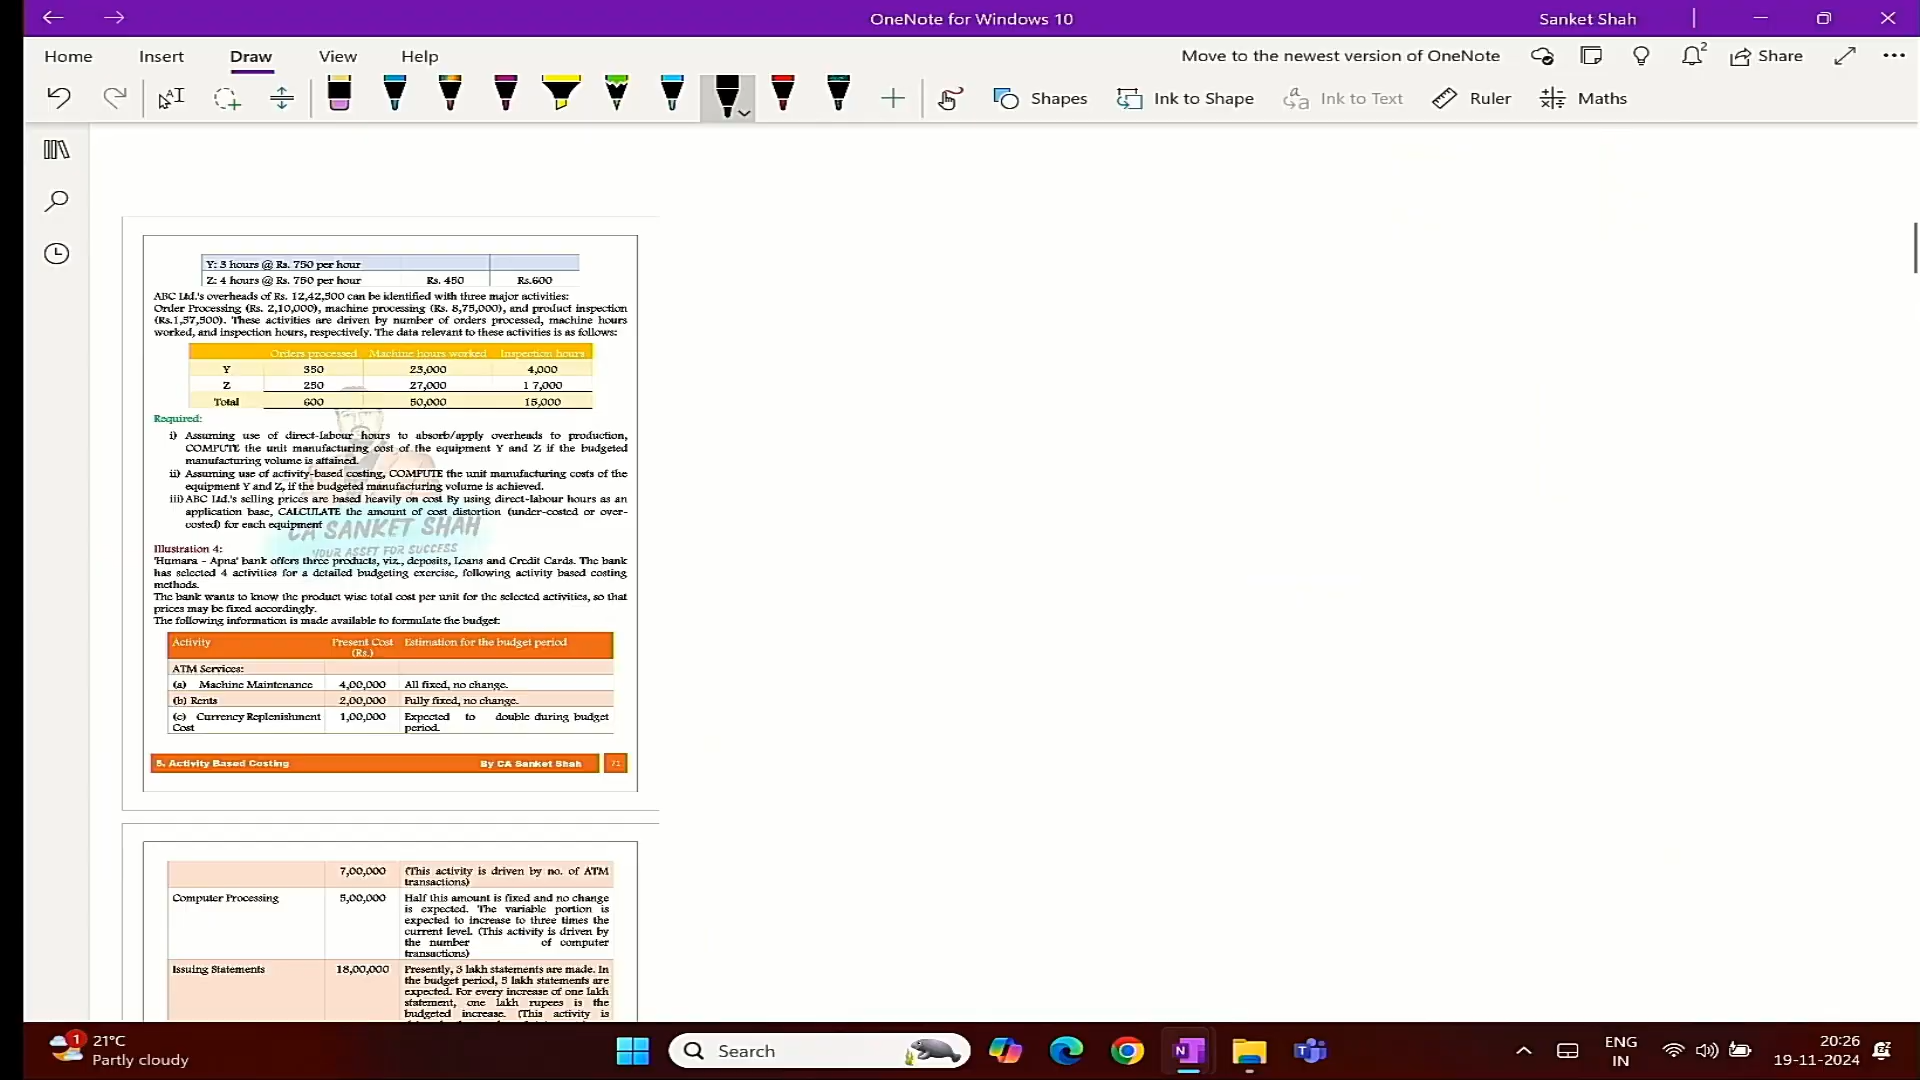 OneNote for Windows 10
Sanket Shah
Home Insert Draw View Help
Move to the newest version of OneNote
2
Share
Shapes
Ink to Shape
Ink to Text
Ruler
Maths
Y: 3 hours @ Rs. 750 per hour
Z: 4 hours @ Rs. 750 per hour Rs. 450 Rs.600
ABC Ltd.'s overheads of Rs. 12,42,500 can be identified with three major activities:
Order Processing (Rs. 2,10,000), machine processing (Rs. 8,75,000), and product inspection
(Rs.1,57,500). These activities are driven by number of orders processed, machine hours
worked, and inspection hours, respectively. The data relevant to these activities is as follows:
Orders processed Machine hours worked Inspection hours
Y 350 23,000 4,000
Z 250 27,000 1 7,000
Total 600 50,000 15,000
Required:
i) Assuming use of direct-labour hours to absorb/apply overheads to production,
COMPUTE the unit manufacturing cost of the equipment Y and Z if the budgeted
manufacturing volume is attained.
ii) Assuming use of activity-based costing, COMPUTE the unit manufacturing costs of the
equipment Y and Z, if the budgeted manufacturing volume is achieved.
iii) ABC Ltd.'s selling prices are based heavily on cost By using direct-labour hours as an
application base, CALCULATE the amount of cost distortion (under-costed or over-
costed) for each equipment
CA SANKET SHAH
YOUR ASSET FOR SUCCESS
Illustration 4:
'Humara - Apna' bank offers three products, viz., deposits, Loans and Credit Cards. The bank
has selected 4 activities for a detailed budgeting exercise, following activity based costing
methods.
The bank wants to know the product wise total cost per unit for the selected activities, so that
prices may be fixed accordingly.
The following information is made available to formulate the budget:
Activity Present Cost Estimation for the budget period
(Rs.)
ATM Services:
(a) Machine Maintenance 4,00,000 All fixed, no change.
(b) Rents 2,00,000 Fully fixed, no change.
(c) Currency Replenishment 1,00,000 Expected to double during budget
Cost period.
5. Activity Based Costing By CA Sanket Shah 71
7,00,000 (This activity is driven by no. of ATM
transactions)
Computer Processing 5,00,000 Half this amount is fixed and no change
is expected. The variable portion is
expected to increase to three times the
current level. (This activity is driven by
the number of computer
transactions)
Issuing Statements 18,00,000 Presently, 3 lakh statements are made. In
the budget period, 5 lakh statements are
expected. For every increase of one lakh
statement, one lakh rupees is the
budgeted increase. (This activity is
1
21°C
Partly cloudy
Search
ENG
IN
20:26
19-11-2024